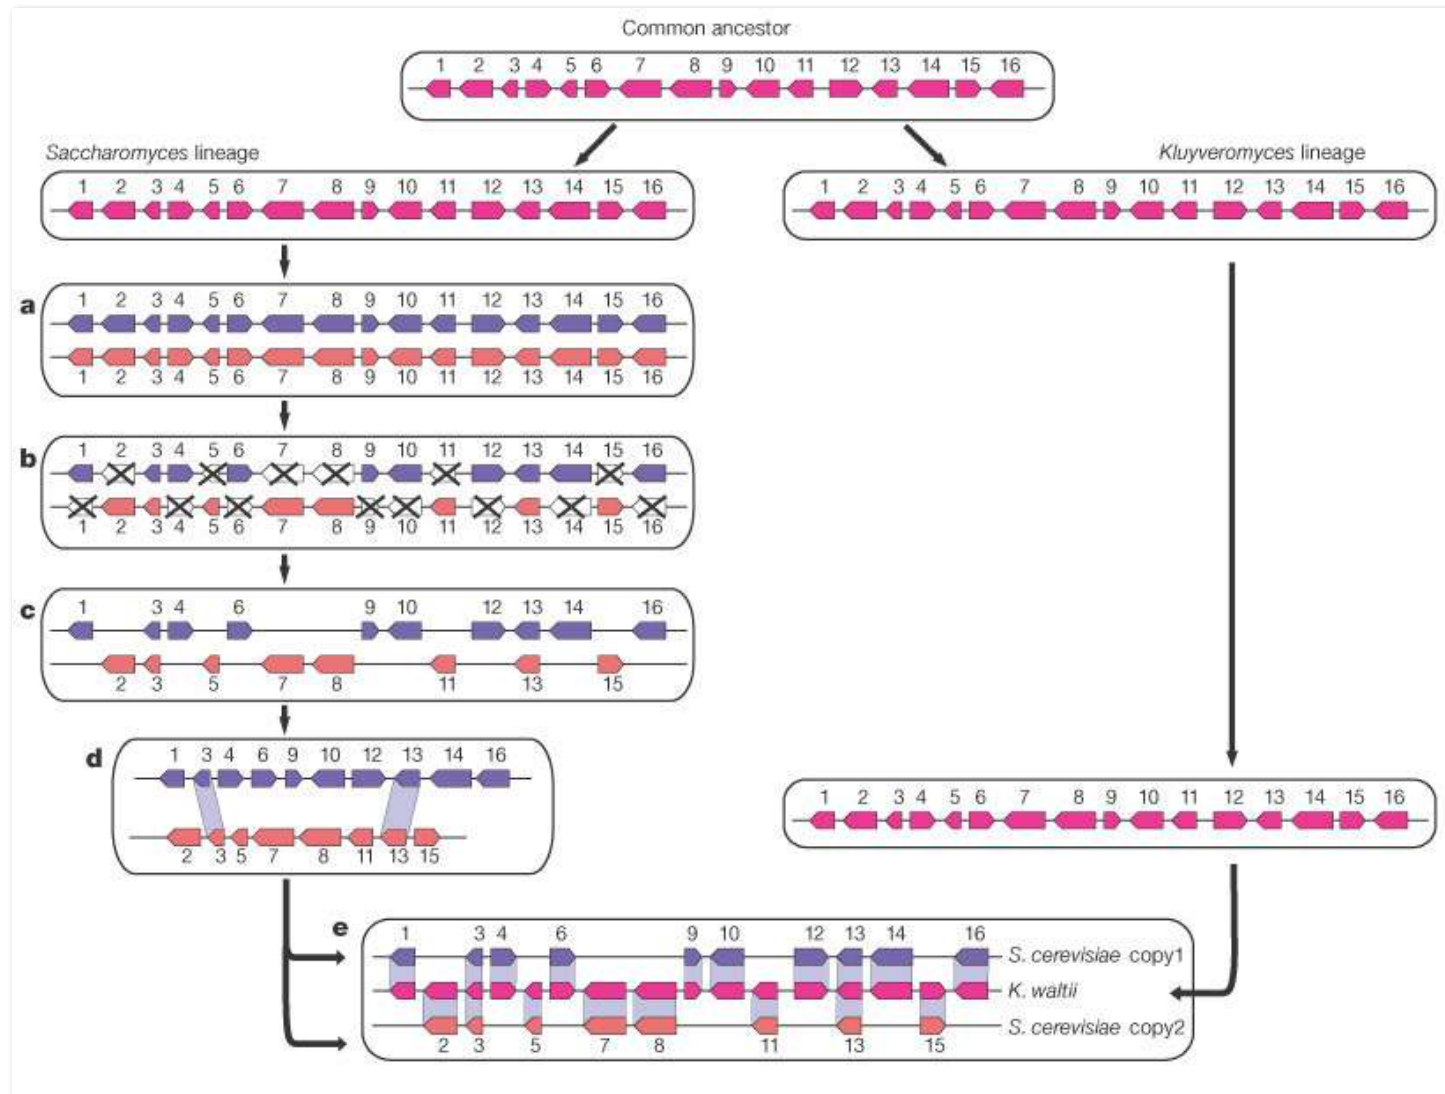 Common ancestor
1 2 3 4 5 6 7 8 9 10 11 12 13 14 15 16
Saccharomyces lineage
1 2 3 4 5 6 7 8 9 10 11 12 13 14 15 16
Kluyveromyces lineage
1 2 3 4 5 6 7 8 9 10 11 12 13 14 15 16
a
1 2 3 4 5 6 7 8 9 10 11 12 13 14 15 16
1 2 3 4 5 6 7 8 9 10 11 12 13 14 15 16
b
1 2 3 4 5 6 7 8 9 10 11 12 13 14 15 16
1 2 3 4 5 6 7 8 9 10 11 12 13 14 15 16
c
1 3 4 6 9 10 12 13 14 16
2 3 5 7 8 11 13 15
d
1 3 4 6 9 10 12 13 14 16
2 3 5 7 8 11 13 15
1 2 3 4 5 6 7 8 9 10 11 12 13 14 15 16
e
1 3 4 6 9 10 12 13 14 16
S. cerevisiae copy1
K. waltii
S. cerevisiae copy2
2 3 5 7 8 11 13 15